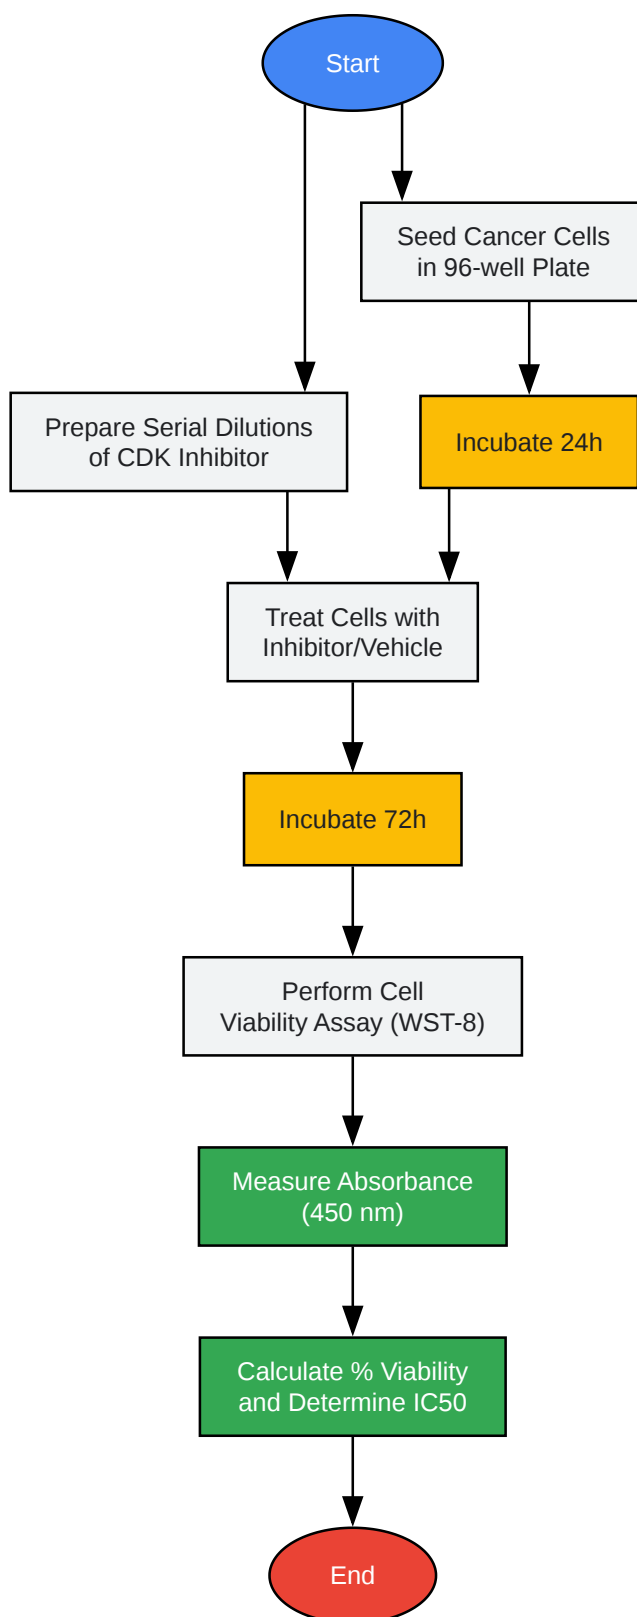 Start
Seed Cancer Cells
in 96-well Plate
Prepare Serial Dilutions
of CDK Inhibitor
Incubate 24h
Treat Cells with
Inhibitor/Vehicle
Incubate 72h
Perform Cell
Viability Assay (WST-8)
Measure Absorbance
(450 nm)
Calculate % Viability
and Determine IC50
End